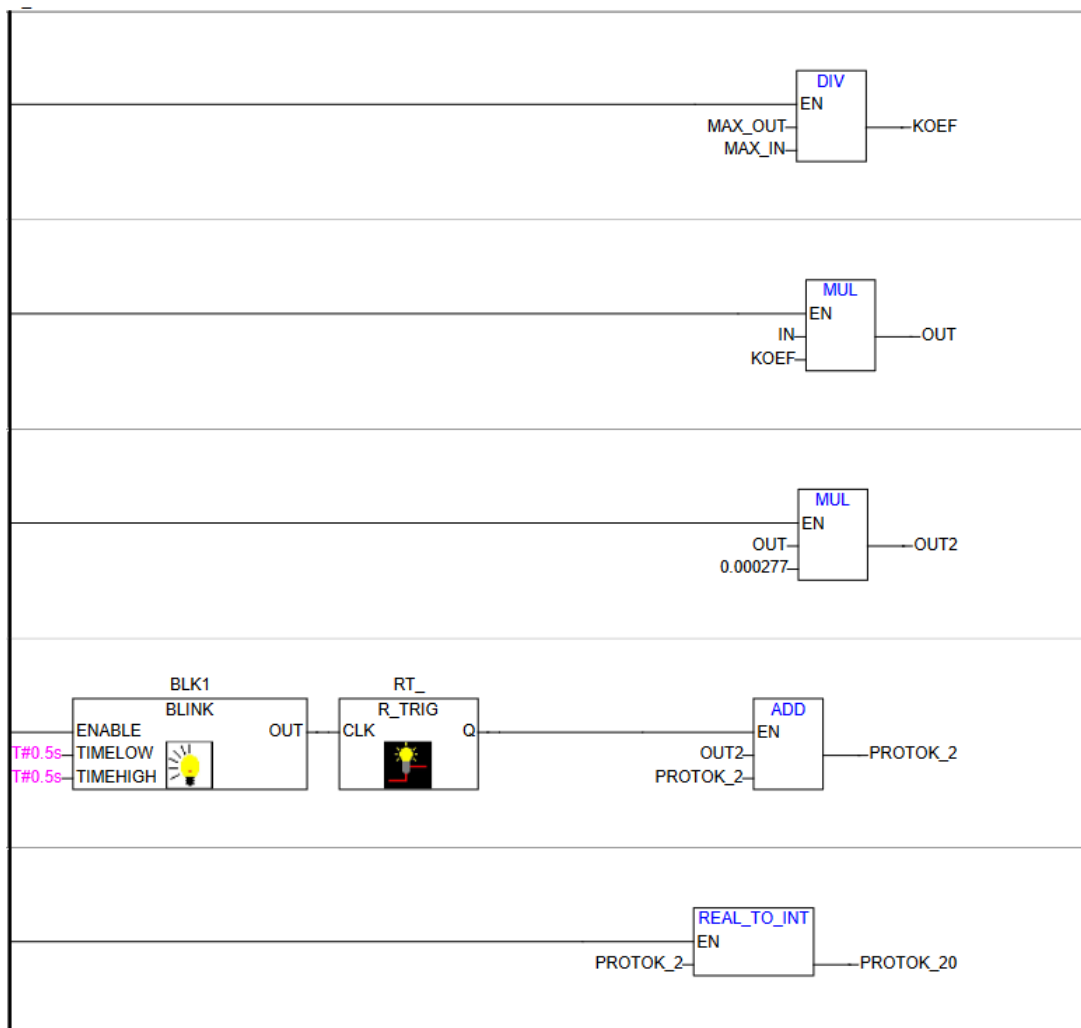 DIV
EN
MAX_OUT
KOEF
MAX_IN
MUL
EN
IN
OUT
KOEF
MUL
EN
OUT
OUT2
0.000277
BLK1
RT_
BLINK
R_TRIG
ADD
ENABLE
OUT
CLK
Q
EN
T#0.5s
TIMELOW
OUT2
PROTOK_2
T#0.5s
TIMEHIGH
PROTOK_2
REAL_TO_INT
EN
PROTOK_2
PROTOK_20